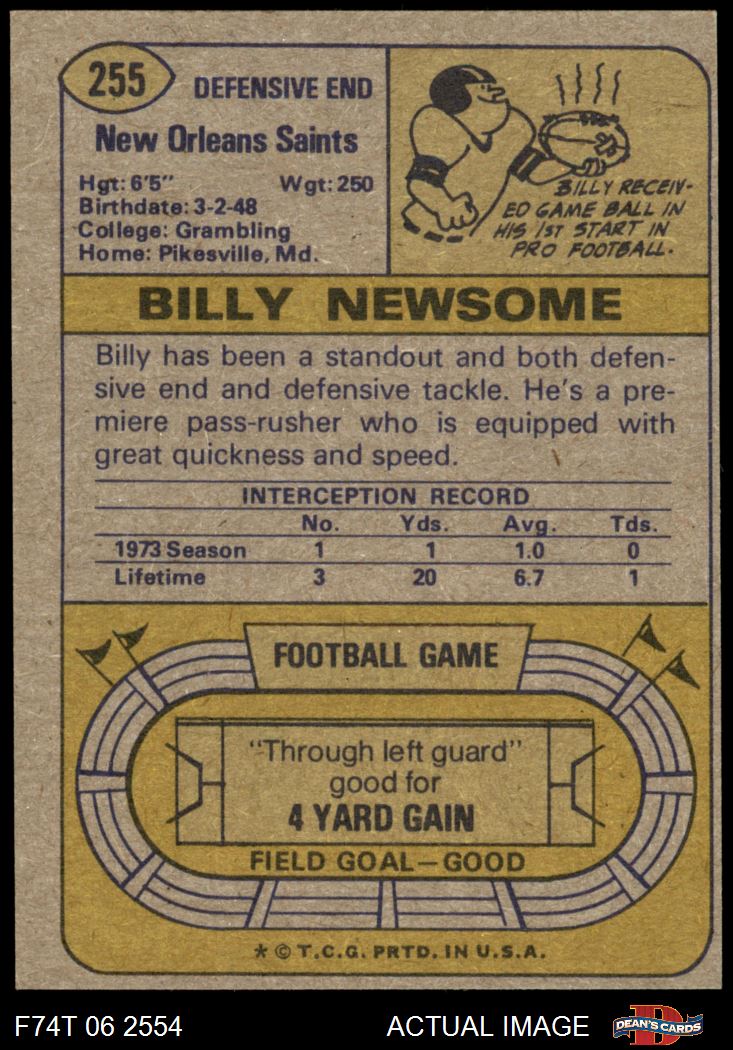 255
DEFENSIVE END
New Orleans Saints
Hgt: 6'5" Wgt: 250
Birthdate: 3-2-48
College: Grambling
Home: Pikesville, Md.
BILLY RECEIV-
ED GAME BALL IN
HIS 1ST START IN
PRO FOOTBALL.
BILLY NEWSOME
Billy has been a standout and both defen-
sive end and defensive tackle. He's a pre-
miere pass-rusher who is equipped with
great quickness and speed.
INTERCEPTION RECORD
No. Yds. Avg. Tds.
1973 Season 1 1 1.0 0
Lifetime 3 20 6.7 1
FOOTBALL GAME
"Through left guard"
good for
4 YARD GAIN
FIELD GOAL—GOOD
* © T.C.G. PRTD. IN U.S.A.
F74T 06 2554 ACTUAL IMAGE
D
DEAN'S CARDS